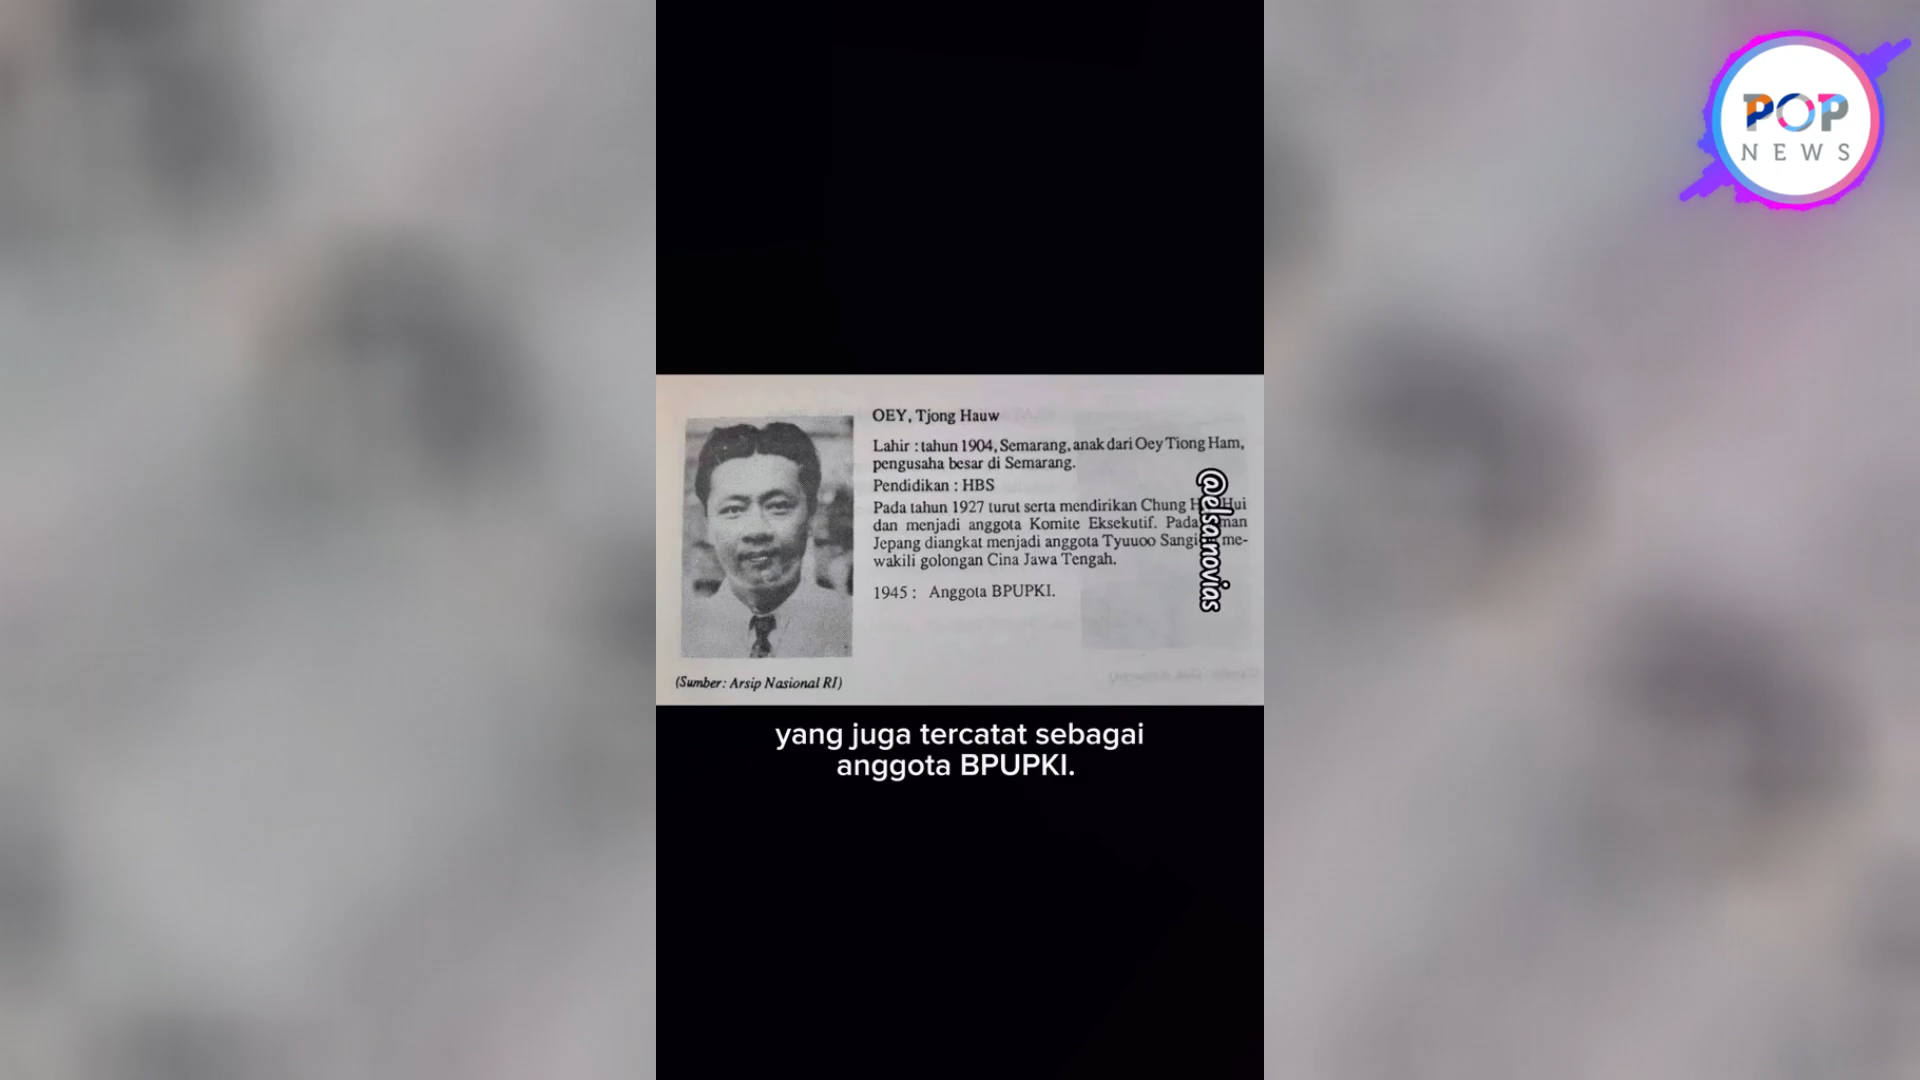 POP
NEWS
OEY, Tjong Hauw
Lahir : tahun 1904, Semarang, anak dari Oey Tiong Ham,
pengusaha besar di Semarang.
Pendidikan : HBS
Pada tahun 1927 turut serta mendirikan Chung Hui
dan menjadi anggota Komite Eksekutif. Pada
Jepang diangkat menjadi anggota Tyuuoo me-
wakili golongan Cina Jawa Tengah.
1945 : Anggota BPUPKI.
@elsa.novias
(Sumber: Arsip Nasional RI)
yang juga tercatat sebagai
anggota BPUPKI.